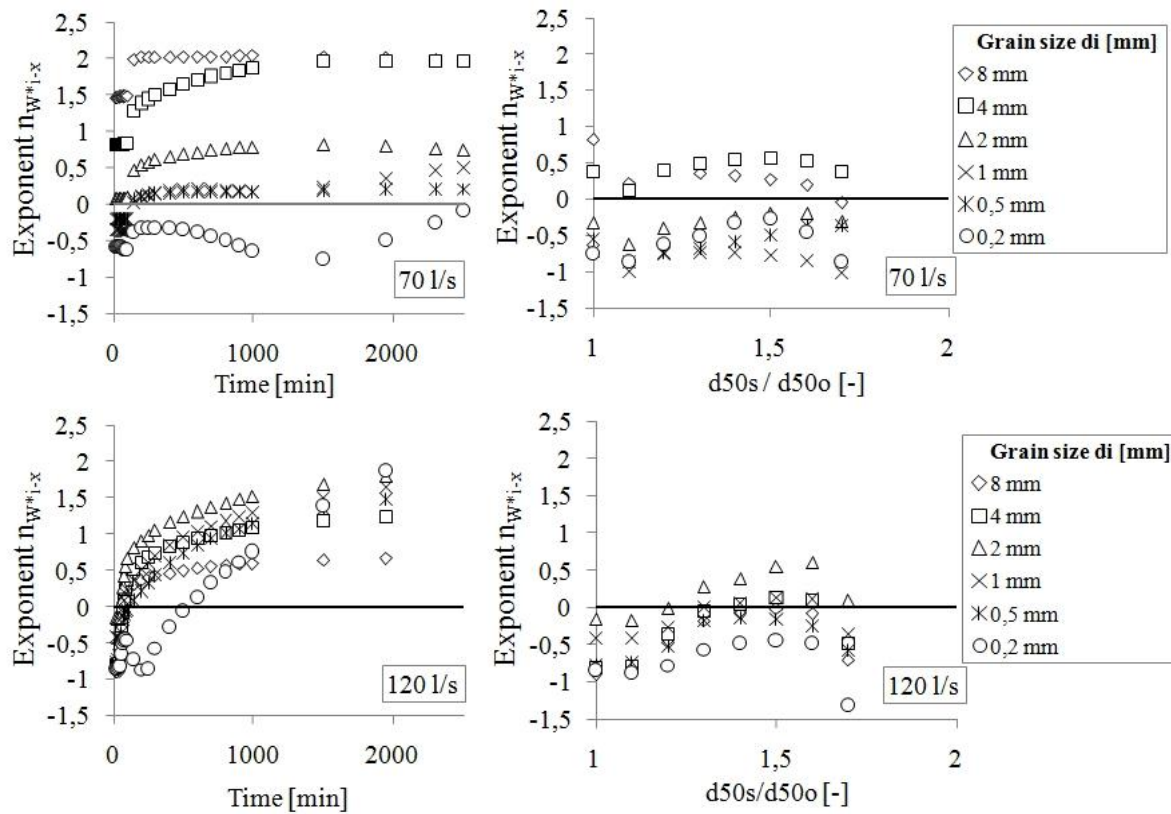 Exponent nW*i-x
2,5
2
1,5
1
0,5
0
-0,5
-1
-1,5
70 l/s
0
1000
2000
Time [min]
Exponent nW*i-x
2,5
2
1,5
1
0,5
0
-0,5
-1
-1,5
70 l/s
1
1,5
2
d50s / d50o [-]
Grain size di [mm]
8 mm
4 mm
2 mm
1 mm
0,5 mm
0,2 mm
Exponent nW*i-x
2,5
2
1,5
1
0,5
0
-0,5
-1
-1,5
120 l/s
0
1000
2000
Time [min]
Exponent nW*i-x
2,5
2
1,5
1
0,5
0
-0,5
-1
-1,5
120 l/s
1
1,5
2
d50s/d50o [-]
Grain size di [mm]
8 mm
4 mm
2 mm
1 mm
0,5 mm
0,2 mm